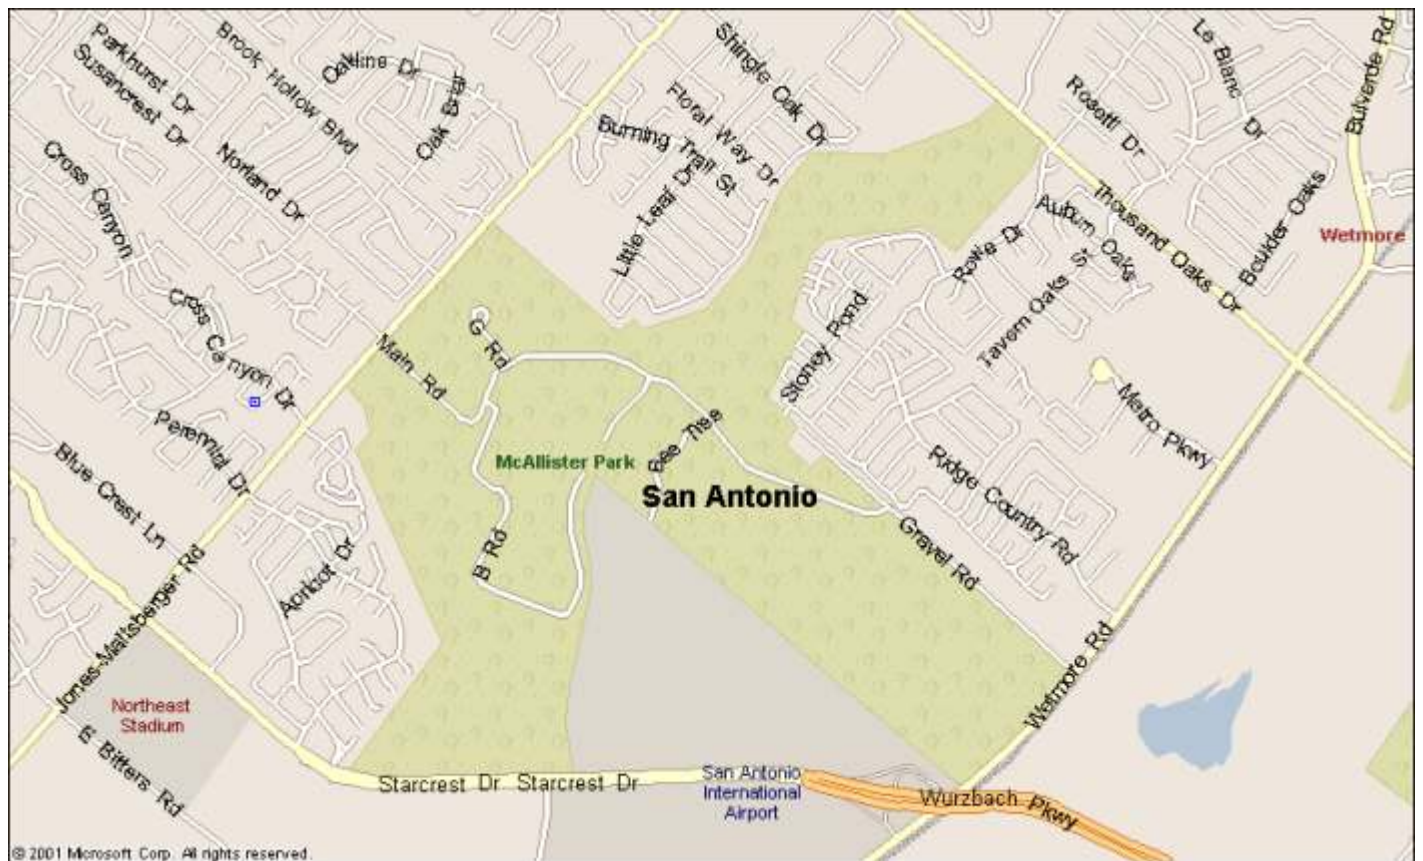 Parkhurst Dr
Susancrest Dr
Brook Hollow Blvd
Oakline Dr
Oak Briar
Shingle Oak Dr
Floral Way Dr
Burning Trail St
Little Leaf Dr
Le Blanc Dr
Bulverde Rd
Rosetti Dr
Cross Canyon
Norland Dr
Thousand Oaks Dr
Auburn Oaks
Boulder Oaks
Wetmore
Rowe Dr
Tavern Oaks St
Cross Canyon Dr
G Rd
Main Rd
Stoney Pond
Metro Pkwy
Perennial Dr
Blue Crest Ln
McAllister Park
Bee Tree
San Antonio
Ridge Country Rd
Gravel Rd
B Rd
Apricot Dr
Jones-Maltsberger Rd
Wetmore Rd
Northeast
Stadium
E Bitters Rd
Starcrest Dr Starcrest Dr
San Antonio
International
Airport
Wurzbach Pkwy
© 2001 Microsoft Corp. All rights reserved.